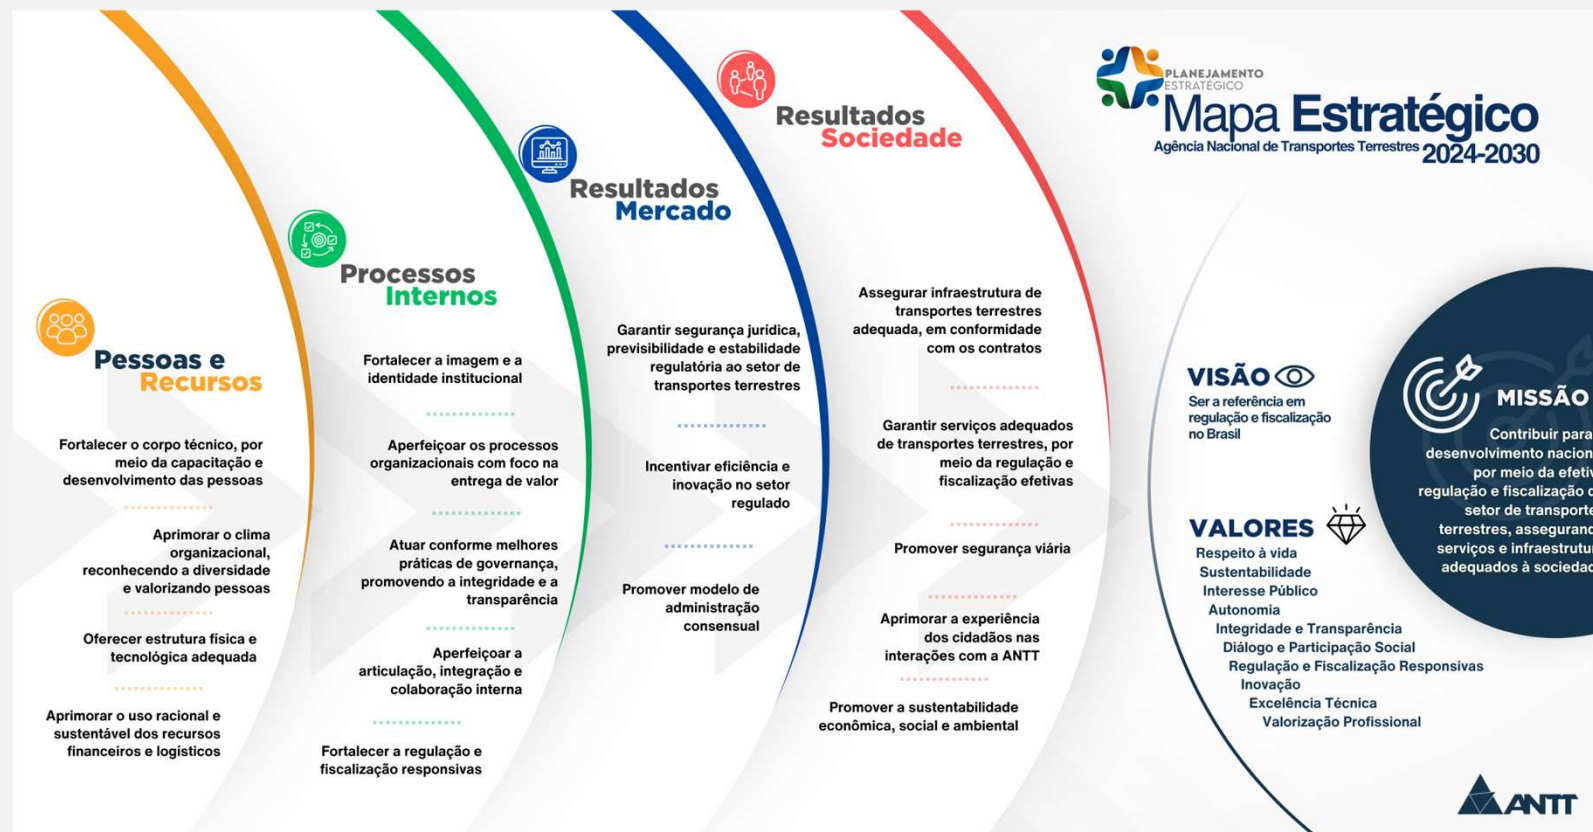 PLANEJAMENTO
ESTRATÉGICO
Mapa Estratégico
Agência Nacional de Transportes Terrestres 2024-2030
Pessoas e
Recursos
Fortalecer o corpo técnico, por
meio da capacitação e
desenvolvimento das pessoas
Aprimorar o clima
organizacional,
reconhecendo a diversidade
e valorizando pessoas
Oferecer estrutura física e
tecnológica adequada
Aprimorar o uso racional e
sustentável dos recursos
financeiros e logísticos
Processos
Internos
Fortalecer a imagem e a
identidade institucional
Aperfeiçoar os processos
organizacionais com foco na
entrega de valor
Atuar conforme melhores
práticas de governança,
promovendo a integridade e a
transparência
Aperfeiçoar a
articulação, integração e
colaboração interna
Fortalecer a regulação e
fiscalização responsivas
Resultados
Mercado
Garantir segurança jurídica,
previsibilidade e estabilidade
regulatória ao setor de
transportes terrestres
Incentivar eficiência e
inovação no setor
regulado
Promover modelo de
administração
consensual
Resultados
Sociedade
Assegurar infraestrutura de
transportes terrestres
adequada, em conformidade
com os contratos
Garantir serviços adequados
de transportes terrestres, por
meio da regulação e
fiscalização efetivas
Promover segurança viária
Aprimorar a experiência
dos cidadãos nas
interações com a ANTT
Promover a sustentabilidade
econômica, social e ambiental
VISÃO
Ser a referência em
regulação e fiscalização
no Brasil
VALORES
Respeito à vida
Sustentabilidade
Interesse Público
Autonomia
Integridade e Transparência
Diálogo e Participação Social
Regulação e Fiscalização Responsivas
Inovação
Excelência Técnica
Valorização Profissional
MISSÃO
Contribuir para
desenvolvimento
por meio da
regulação e fiscalização
setor de
terrestres,
serviços e
adequados à
ANTT